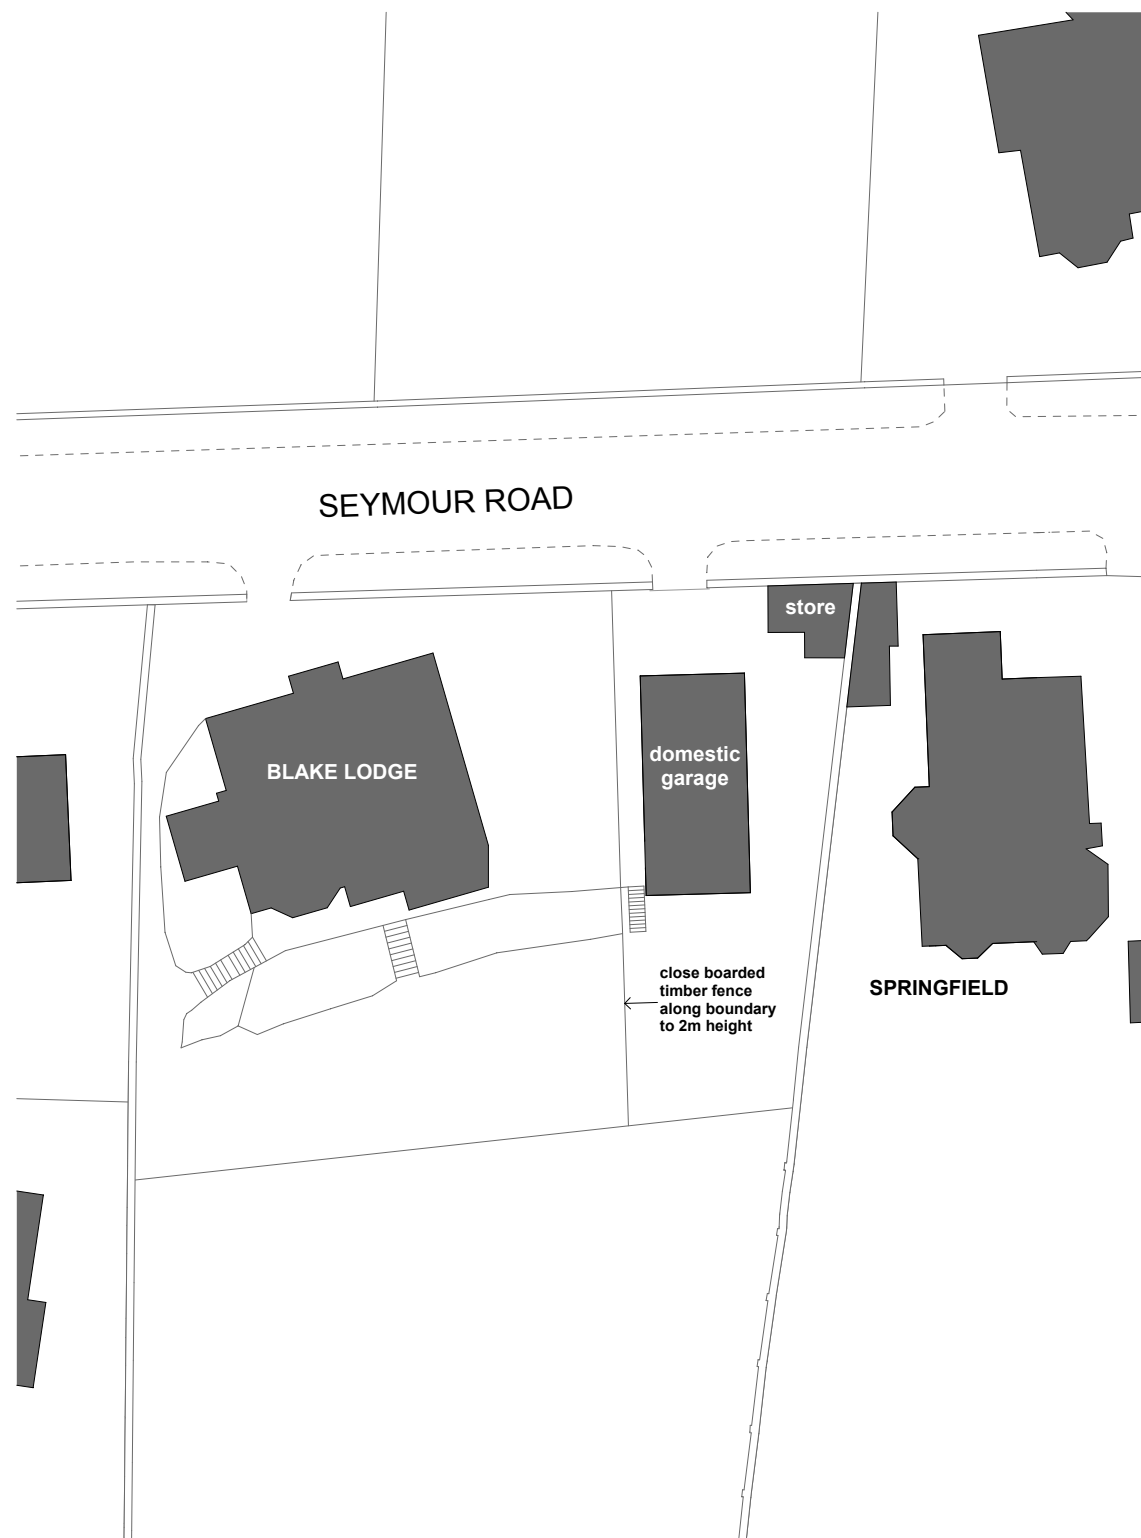 SEYMOUR ROAD
store
BLAKE LODGE
domestic
garage
close boarded
timber fence
along boundary
to 2m height
SPRINGFIELD